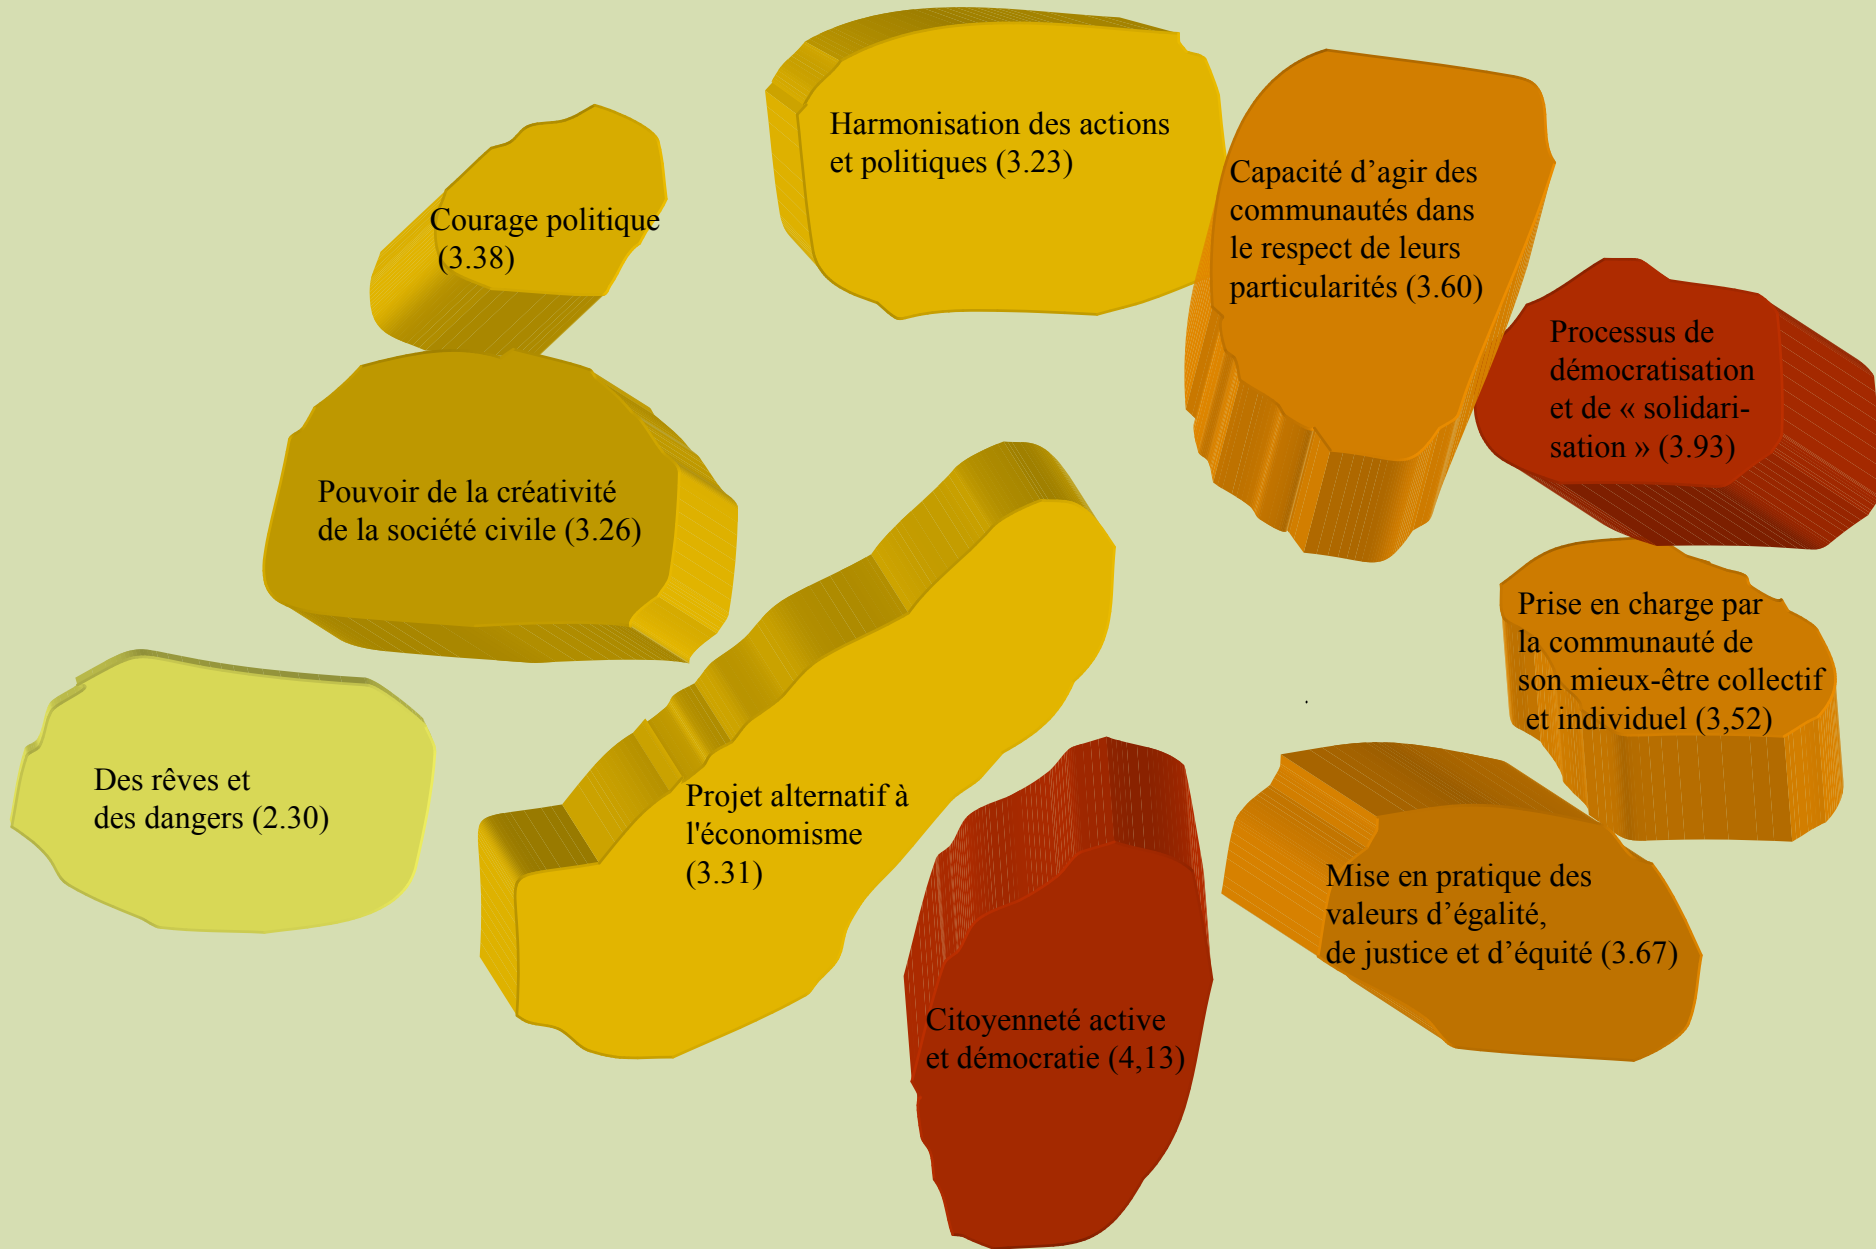 Harmonisation des actions
et politiques (3.23)
Capacité d’agir des
communautés dans
le respect de leurs
particularités (3.60)
Courage politique
(3.38)
Processus de
démocratisation
et de « solidari-
sation » (3.93)
Pouvoir de la créativité
de la société civile (3.26)
Prise en charge par
la communauté de
son mieux-être collectif
et individuel (3,52)
Des rêves et
des dangers (2.30)
Projet alternatif à
l'économisme
(3.31)
Mise en pratique des
valeurs d’égalité,
de justice et d’équité (3.67)
Citoyenneté active
et démocratie (4,13)